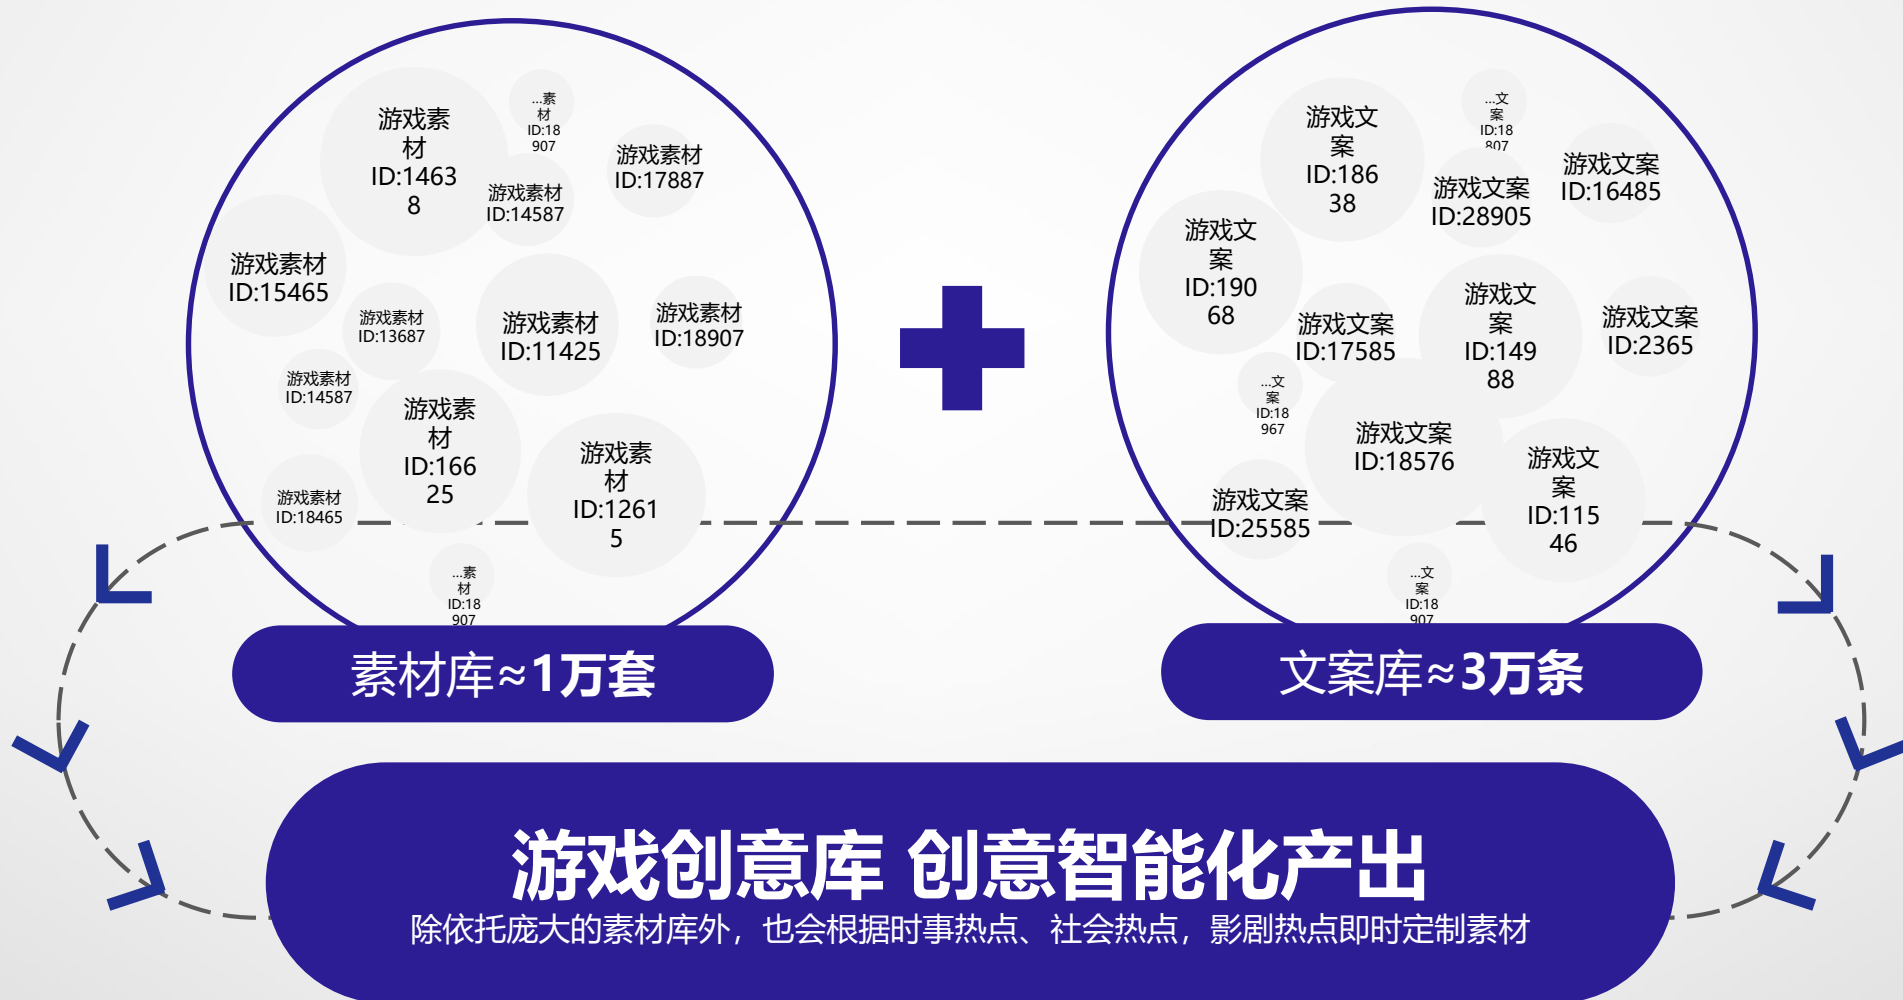 游戏素
材
ID:1463
8
...素
材
ID:18
907
游戏素材
ID:14587
游戏素材
ID:17887
游戏素材
ID:15465
游戏素材
ID:13687
游戏素材
ID:11425
游戏素材
ID:18907
游戏素材
ID:14587
游戏素
材
ID:166
25
游戏素
材
ID:1261
5
游戏素材
ID:18465
...素
材
ID:18
907
素材库≈1万套
游戏文
案
ID:186
38
...文
案
ID:18
807
游戏文案
ID:28905
游戏文案
ID:16485
游戏文
案
ID:190
68
游戏文案
ID:17585
游戏文
案
ID:149
88
游戏文案
ID:2365
...文
案
ID:18
967
游戏文案
ID:18576
游戏文
案
ID:115
46
游戏文案
ID:25585
...文
案
ID:18
907
文案库≈3万条
游戏创意库 创意智能化产出
除依托庞大的素材库外，也会根据时事热点、社会热点，影剧热点即时定制素材